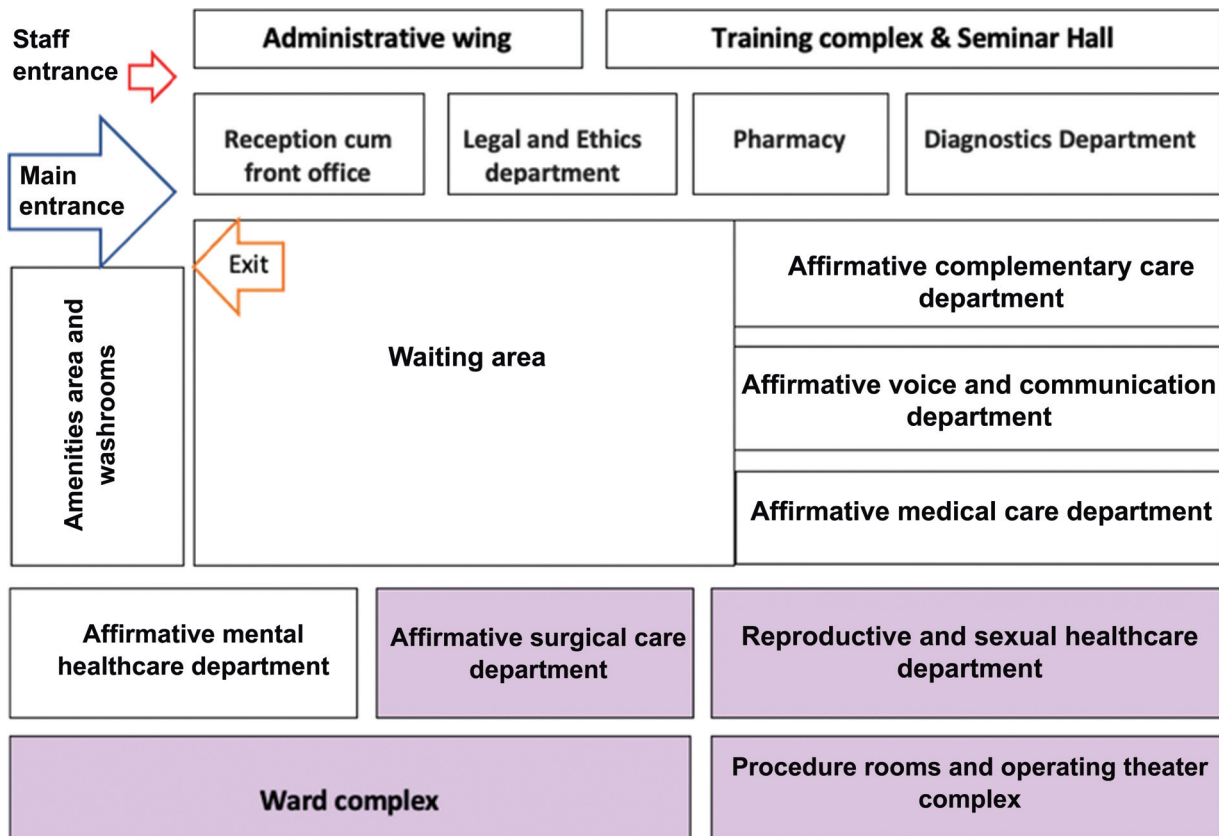 Staff
entrance
Administrative wing
Training complex & Seminar Hall
Main
entrance
Reception cum
front office
Legal and Ethics
department
Pharmacy
Diagnostics Department
Exit
Amenities area and
washrooms
Waiting area
Affirmative complementary care
department
Affirmative voice and communication
department
Affirmative medical care department
Affirmative mental
healthcare department
Affirmative surgical care
department
Reproductive and sexual healthcare
department
Ward complex
Procedure rooms and operating theater
complex